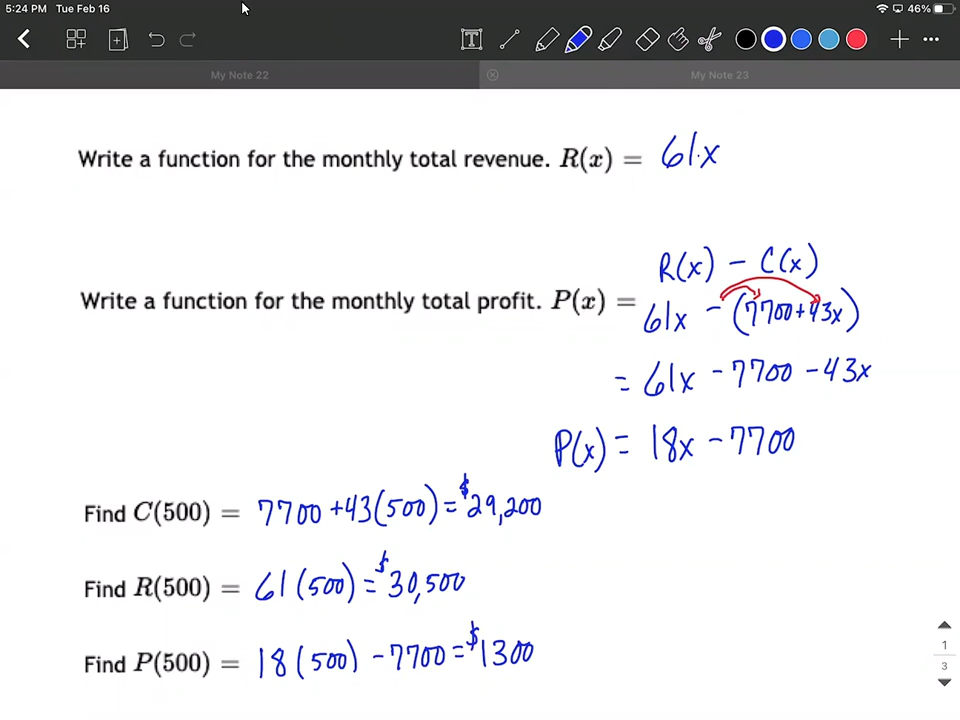 5:24 PM Tue Feb 16 46%
My Note 22 My Note 23
Write a function for the monthly total revenue. R(x) = 61·x
R(x) - C(x)
Write a function for the monthly total profit. P(x) = 61x - (7700+43x)
= 61x - 7700 - 43x
P(x) = 18x - 7700
Find C(500) = 7700 + 43(500) = $29,200
Find R(500) = 61(500) = $30,500
Find P(500) = 18(500) - 7700 = $1300
1
3